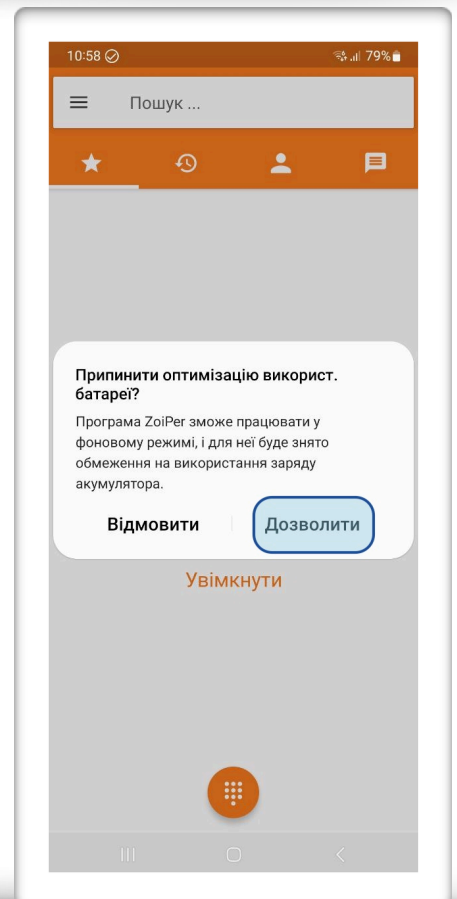 10:58 79%
Пошук ...
Припинити оптимізацію використ.
батареї?
Програма ZoiPer зможе працювати у
фоновому режимі, і для неї буде знято
обмеження на використання заряду
акумулятора.
Відмовити Дозволити
Увімкнути